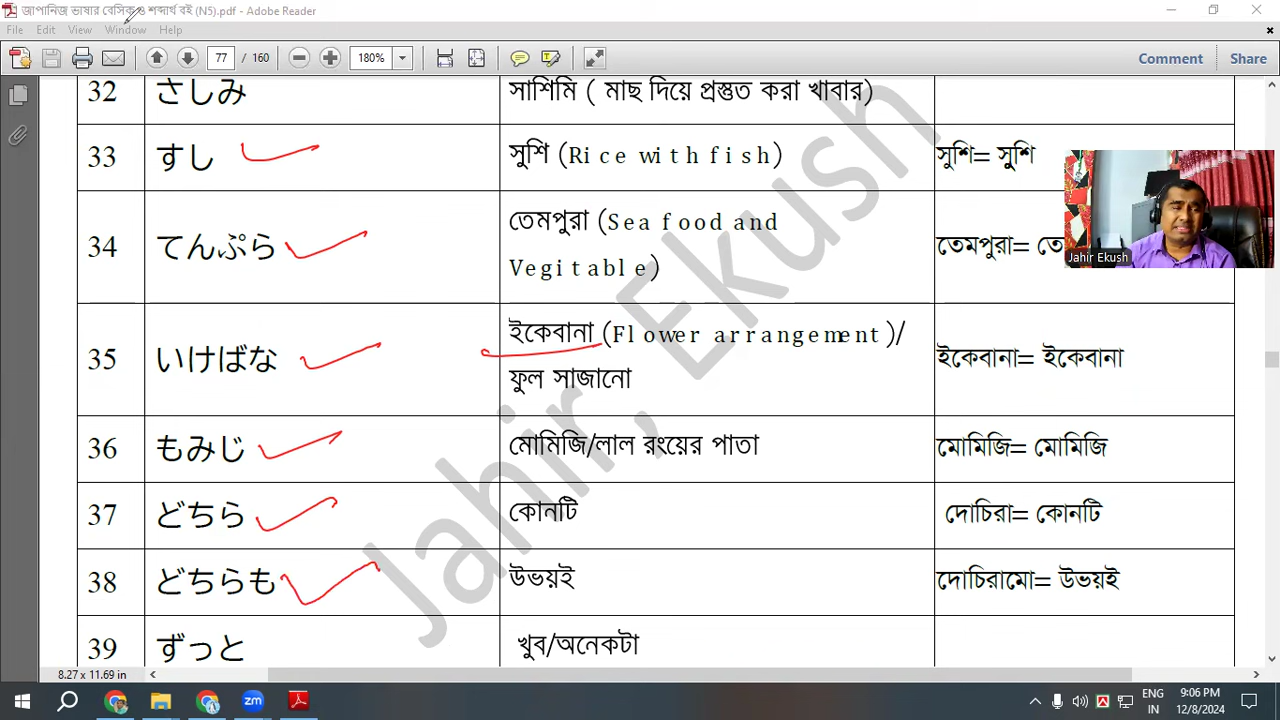 জাপানিজ ভাষার বেসিক ও শব্দার্থ বই (N5).pdf - Adobe Reader
File Edit View Window Help
77 / 160 180% Comment Share
32 さしみ সাশিমি ( মাছ দিয়ে প্রস্তুত করা খাবার)
33 すし সুশি (Rice with fish) সুশি= সুশি
34 てんぷら তেমপুরা (Sea food and
Vegitable) তেমপুরা=
35 いけばな ইকেবানা (Flower arrangement)/
ফুল সাজানো ইকেবানা= ইকেবানা
36 もみじ মোমিজি/লাল রংয়ের পাতা মোমিজি= মোমিজি
37 どちら কোনটি দোচিরা= কোনটি
38 どちらも উভয়ই দোচিরামো= উভয়ই
39 ずっと খুব/অনেকটা
Jahir, Ekush
Jahir Ekush
8.27 x 11.69 in
zm
ENG
IN
9:06 PM
12/8/2024